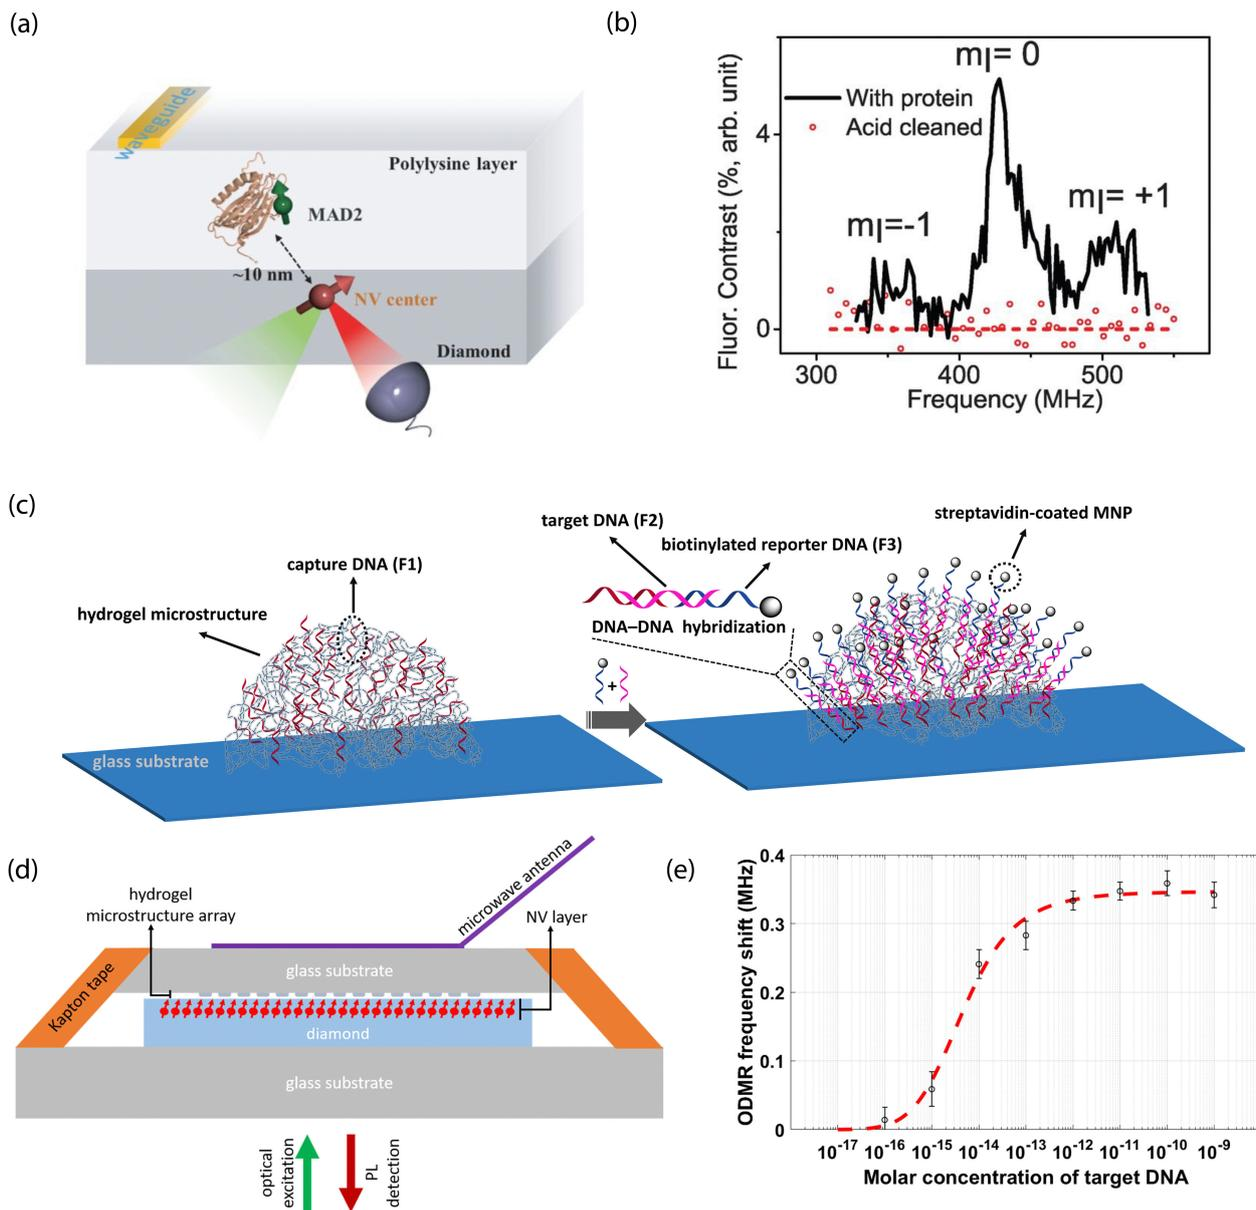 (a)
waveguide
Polylysine layer
MAD2
~10 nm
NV center
Diamond
(b)
Fluor. Contrast (%, arb. unit)
mI= 0
With protein
Acid cleaned
mI=-1
mI= +1
4
0
300 400 500
Frequency (MHz)
(c)
capture DNA (F1)
hydrogel microstructure
glass substrate
target DNA (F2)
biotinylated reporter DNA (F3)
DNA–DNA hybridization
+
streptavidin-coated MNP
(d)
hydrogel
microstructure array
microwave antenna
NV layer
Kapton tape
glass substrate
diamond
glass substrate
optical
excitation
PL
detection
(e)
ODMR frequency shift (MHz)
0.4
0.3
0.2
0.1
0
10-17 10-16 10-15 10-14 10-13 10-12 10-11 10-10 10-9
Molar concentration of target DNA